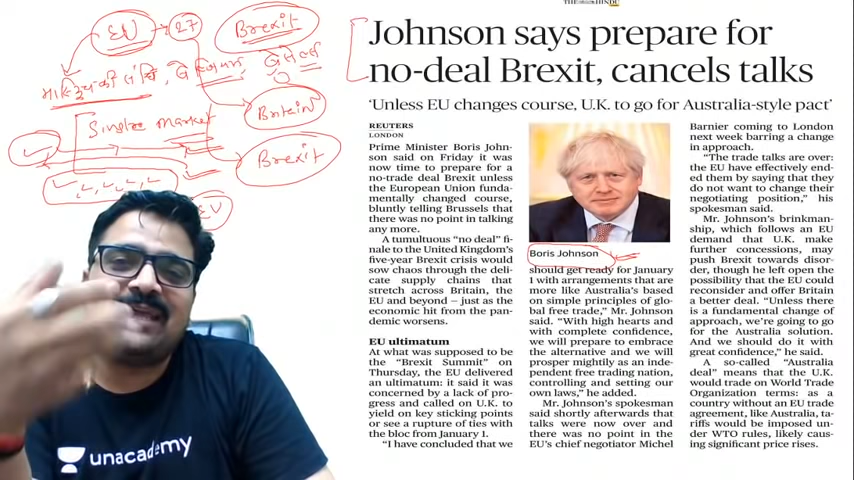 THE HINDU
EU → 27
Brexit
Britain
Single market
Brexit
EU
unacademy
Johnson says prepare for
no-deal Brexit, cancels talks
'Unless EU changes course, U.K. to go for Australia-style pact'
REUTERS
LONDON
Prime Minister Boris John-
son said on Friday it was
now time to prepare for a
no-trade deal Brexit unless
the European Union funda-
mentally changed course,
bluntly telling Brussels that
there was no point in talking
any more.
A tumultuous "no deal" fi-
nale to the United Kingdom's
five-year Brexit crisis would
sow chaos through the deli-
cate supply chains that
stretch across Britain, the
EU and beyond — just as the
economic hit from the pan-
demic worsens.
EU ultimatum
At what was supposed to be
the "Brexit Summit" on
Thursday, the EU delivered
an ultimatum: it said it was
concerned by a lack of pro-
gress and called on U.K. to
yield on key sticking points
or see a rupture of ties with
the bloc from January 1.
"I have concluded that we
Boris Johnson
should get ready for January
1 with arrangements that are
more like Australia's based
on simple principles of glo-
bal free trade," Mr. Johnson
said. "With high hearts and
with complete confidence,
we will prepare to embrace
the alternative and we will
prosper mightily as an inde-
pendent free trading nation,
controlling and setting our
own laws," he added.
Mr. Johnson's spokesman
said shortly afterwards that
talks were now over and
there was no point in the
EU's chief negotiator Michel
Barnier coming to London
next week barring a change
in approach.
"The trade talks are over:
the EU have effectively end-
ed them by saying that they
do not want to change their
negotiating position," his
spokesman said.
Mr. Johnson's brinkman-
ship, which follows an EU
demand that U.K. make
further concessions, may
push Brexit towards disor-
der, though he left open the
possibility that the EU could
reconsider and offer Britain
a better deal. "Unless there
is a fundamental change of
approach, we're going to go
for the Australia solution.
And we should do it with
great confidence," he said.
A so-called "Australia
deal" means that the U.K.
would trade on World Trade
Organization terms: as a
country without an EU trade
agreement, like Australia, ta-
riffs would be imposed un-
der WTO rules, likely caus-
ing significant price rises.